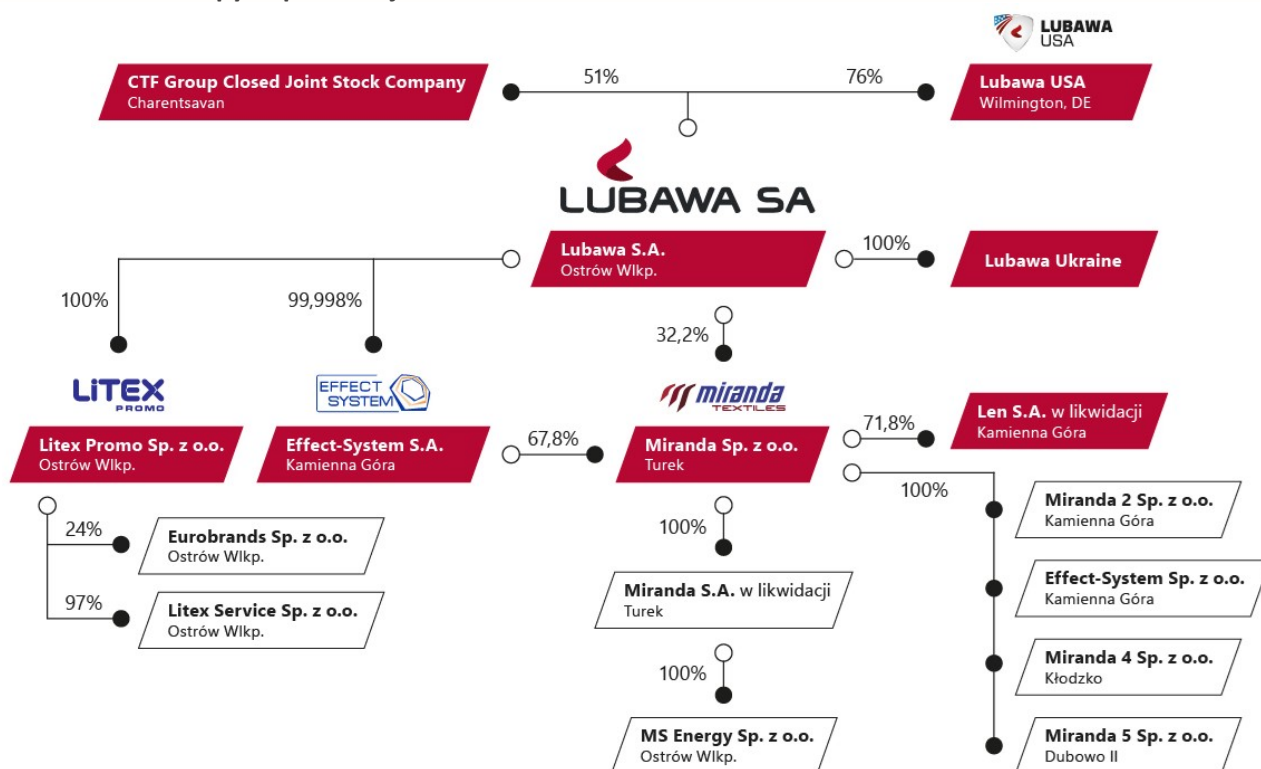 LUBAWA
USA
CTF Group Closed Joint Stock Company
Charentsavan
51%
76%
Lubawa USA
Wilmington, DE
LUBAWA SA
Lubawa S.A.
Ostrów Wlkp.
100%
Lubawa Ukraine
100%
99,998%
32,2%
LiTEX
PROMO
EFFECT
SYSTEM
miranda
TEXTILES
Litex Promo Sp. z o.o.
Ostrów Wlkp.
Effect-System S.A.
Kamienna Góra
67,8%
Miranda Sp. z o.o.
Turek
71,8%
Len S.A. w likwidacji
Kamienna Góra
100%
24%
Eurobrands Sp. z o.o.
Ostrów Wlkp.
97%
Litex Service Sp. z o.o.
Ostrów Wlkp.
100%
Miranda S.A. w likwidacji
Turek
100%
MS Energy Sp. z o.o.
Ostrów Wlkp.
Miranda 2 Sp. z o.o.
Kamienna Góra
Effect-System Sp. z o.o.
Kamienna Góra
Miranda 4 Sp. z o.o.
Kłodzko
Miranda 5 Sp. z o.o.
Dubowo II